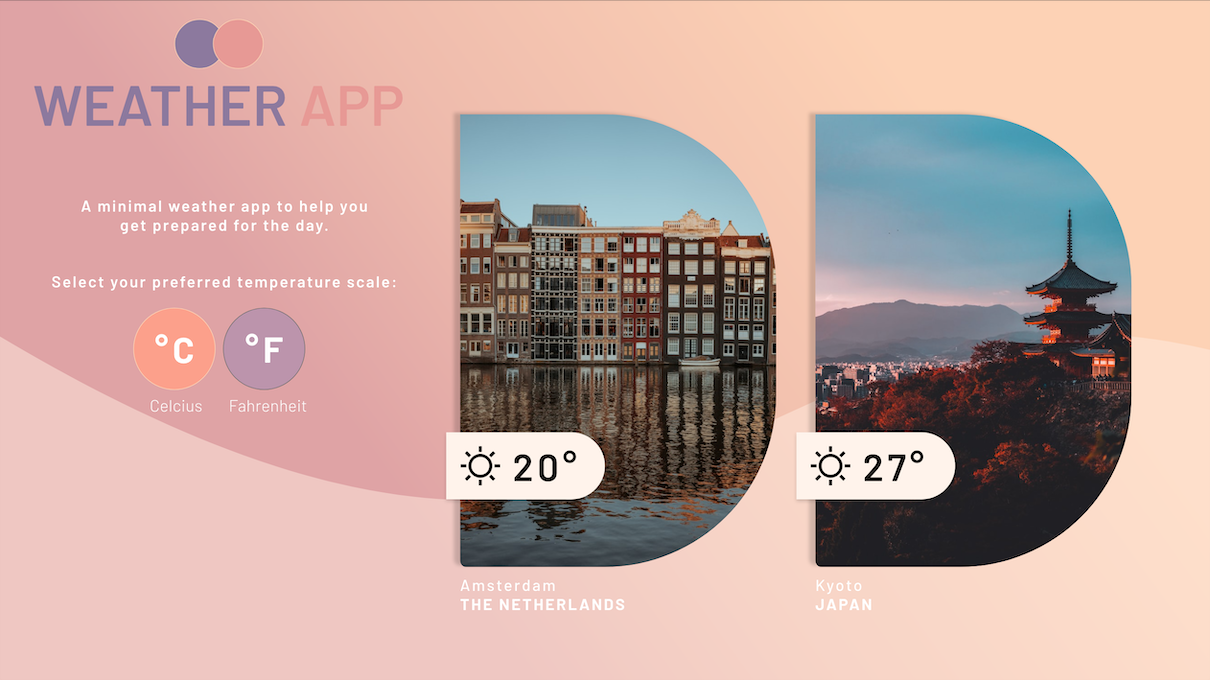 WEATHER APP
A minimal weather app to help you
get prepared for the day.
Select your preferred temperature scale:
°C
°F
Celcius
Fahrenheit
20°
27°
Amsterdam
THE NETHERLANDS
Kyoto
JAPAN